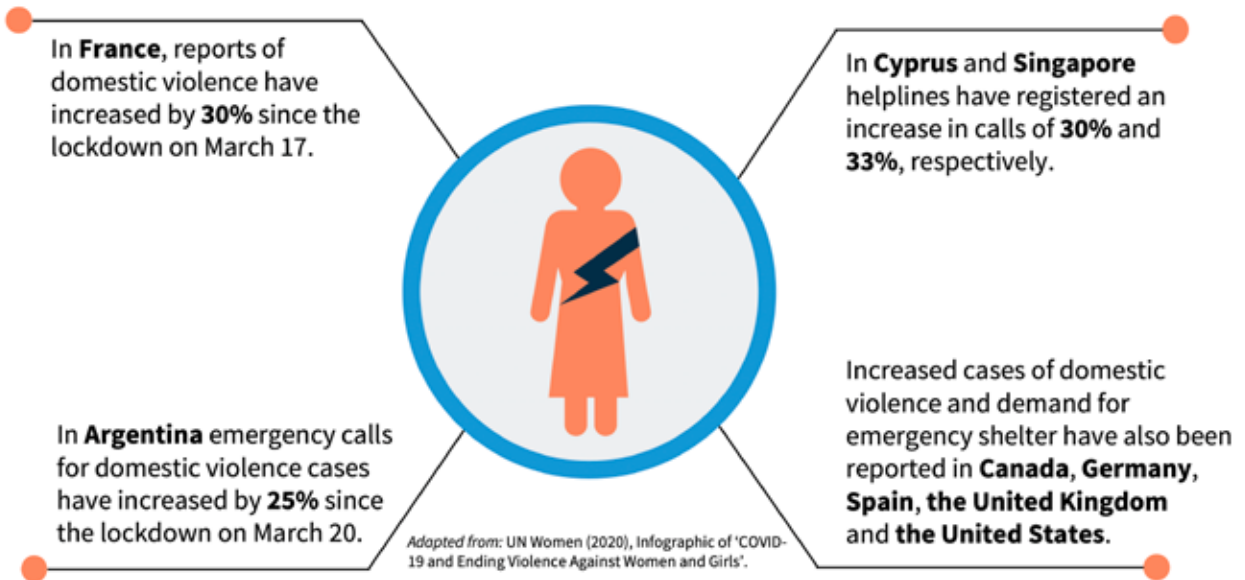 In France, reports of
domestic violence have
increased by 30% since the
lockdown on March 17.
In Cyprus and Singapore
helplines have registered an
increase in calls of 30% and
33%, respectively.
In Argentina emergency calls
for domestic violence cases
have increased by 25% since
the lockdown on March 20.
Increased cases of domestic
violence and demand for
emergency shelter have also been
reported in Canada, Germany,
Spain, the United Kingdom
and the United States.
Adapted from: UN Women (2020), Infographic of 'COVID-
19 and Ending Violence Against Women and Girls'.